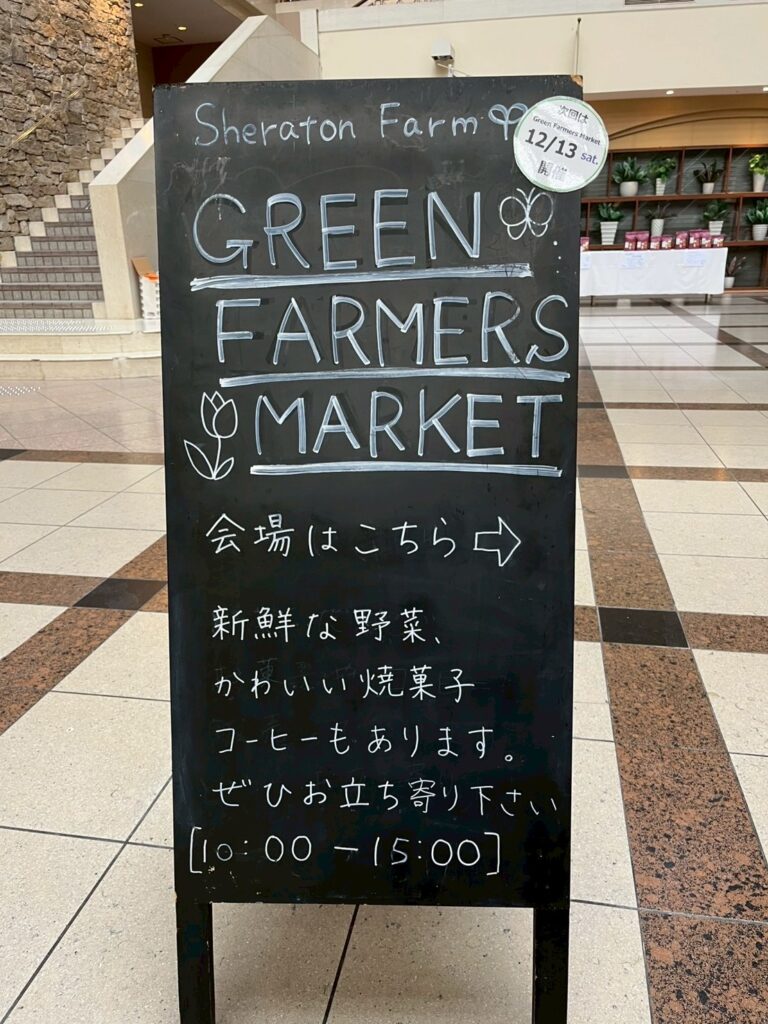 Sheraton Farm
次回は
Green Farmers Market
12/13 sat.
開催
GREEN
FARMERS
MARKET
会場はこちら⇨
新鮮な野菜、
かわいい焼菓子
コーヒーもあります。
ぜひお立ち寄り下さい
[10:00 - 15:00]